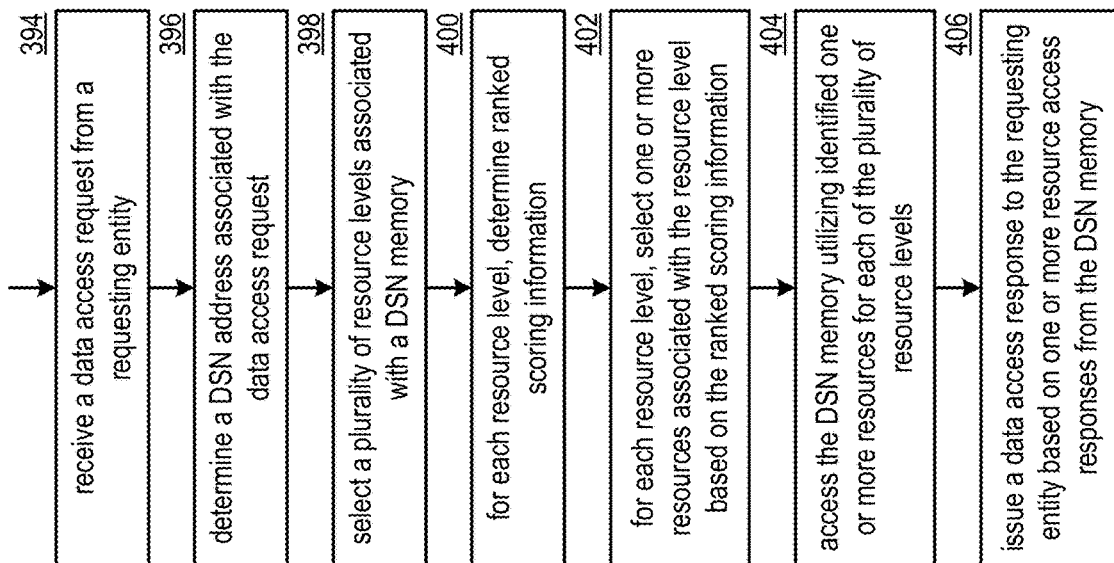 394
receive a data access request from a
requesting entity
396
determine a DSN address associated with the
data access request
398
select a plurality of resource levels associated
with a DSN memory
400
for each resource level, determine ranked
scoring information
402
for each resource level, select one or more
resources associated with the resource level
based on the ranked scoring information
404
access the DSN memory utilizing identified one
or more resources for each of the plurality of
resource levels
406
issue a data access response to the requesting
entity based on one or more resource access
responses from the DSN memory